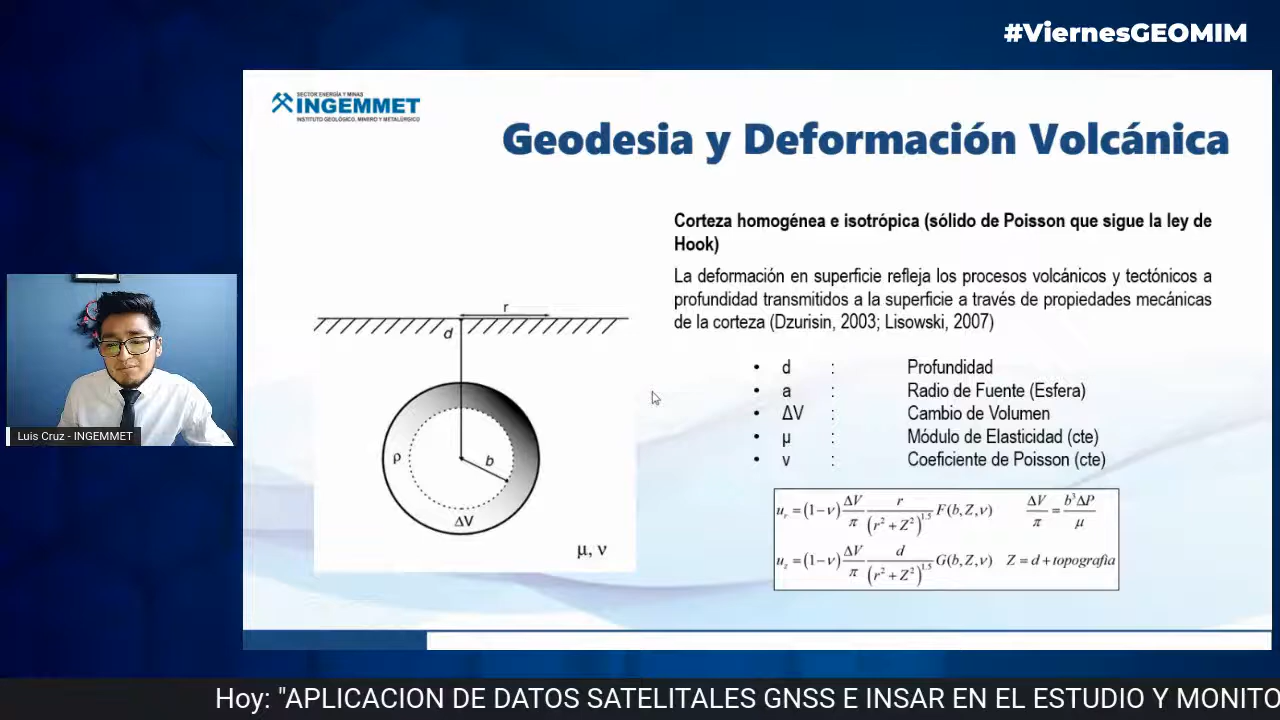 #ViernesGEOMIM
SECTOR ENERGÍA Y MINAS
INGEMMET
INSTITUTO GEOLÓGICO, MINERO Y METALÚRGICO
Geodesia y Deformación Volcánica
Corteza homogénea e isotrópica (sólido de Poisson que sigue la ley de
Hook)
La deformación en superficie refleja los procesos volcánicos y tectónicos a
profundidad transmitidos a la superficie a través de propiedades mecánicas
de la corteza (Dzurisin, 2003; Lisowski, 2007)
r
d
ρ
b
ΔV
μ, ν
• d : Profundidad
• a : Radio de Fuente (Esfera)
• ΔV : Cambio de Volumen
• μ : Módulo de Elasticidad (cte)
• ν : Coeficiente de Poisson (cte)
u_r = (1−ν) ΔV/π r/(r²+Z²)^1.5 F(b,Z,ν) ΔV/π = b³ΔP/μ
u_z = (1−ν) ΔV/π d/(r²+Z²)^1.5 G(b,Z,ν) Z = d + topografia
Luis Cruz - INGEMMET
Hoy: "APLICACION DE DATOS SATELITALES GNSS E INSAR EN EL ESTUDIO Y MONITO